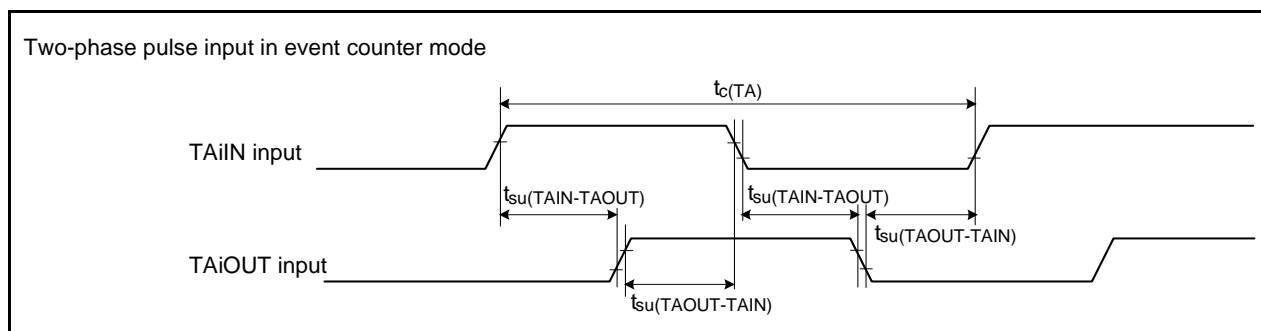 Two-phase pulse input in event counter mode
tc(TA)
TAiIN input
tsu(TAIN-TAOUT)
tsu(TAIN-TAOUT)
tsu(TAOUT-TAIN)
TAiOUT input
tsu(TAOUT-TAIN)